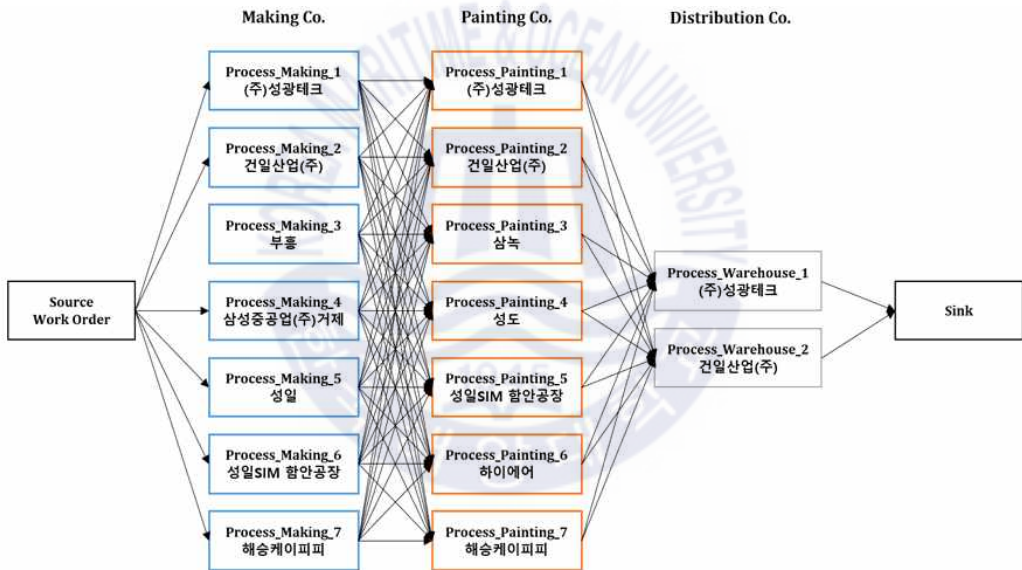 Making Co.
Painting Co.
Distribution Co.
Process_Making_1
(주)성광테크
Process_Making_2
건일산업(주)
Process_Making_3
부흥
Process_Making_4
삼성중공업(주)거제
Process_Making_5
성일
Process_Making_6
성일SIM 함안공장
Process_Making_7
해승케이피피
Process_Painting_1
(주)성광테크
Process_Painting_2
건일산업(주)
Process_Painting_3
삼녹
Process_Painting_4
성도
Process_Painting_5
성일SIM 함안공장
Process_Painting_6
하이에어
Process_Painting_7
해승케이피피
Process_Warehouse_1
(주)성광테크
Process_Warehouse_2
건일산업(주)
Source
Work Order
Sink
KOREA MARITIME & OCEAN UNIVERSITY
1945